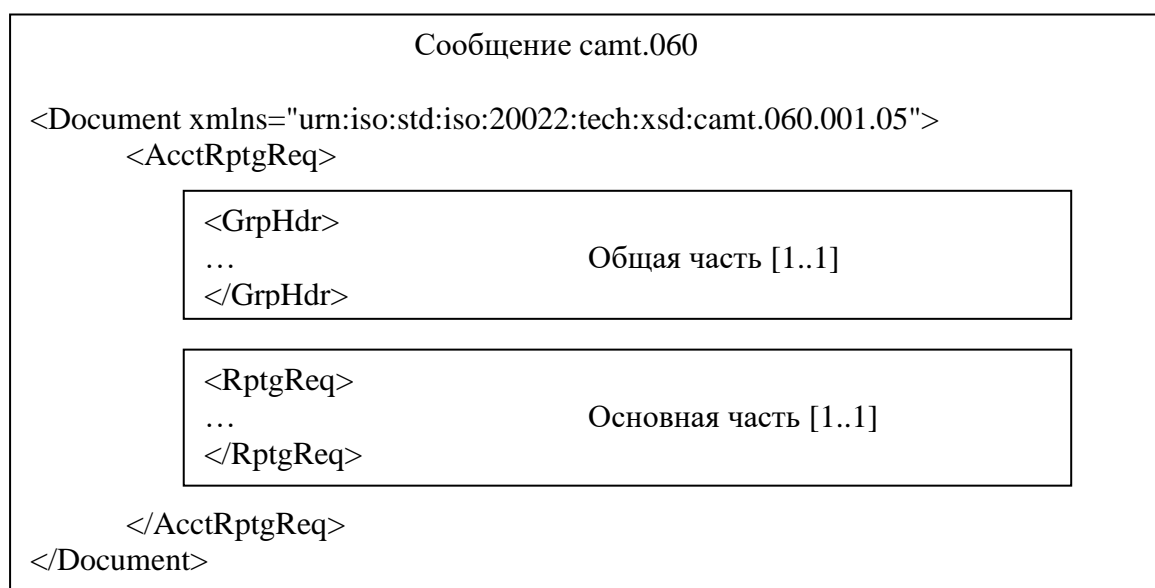 Сообщение camt.060
<Document xmlns="urn:iso:std:iso:20022:tech:xsd:camt.060.001.05">
<AcctRptgReq>
<GrpHdr>
… Общая часть [1..1]
</GrpHdr>
<RptgReq>
… Основная часть [1..1]
</RptgReq>
</AcctRptgReq>
</Document>